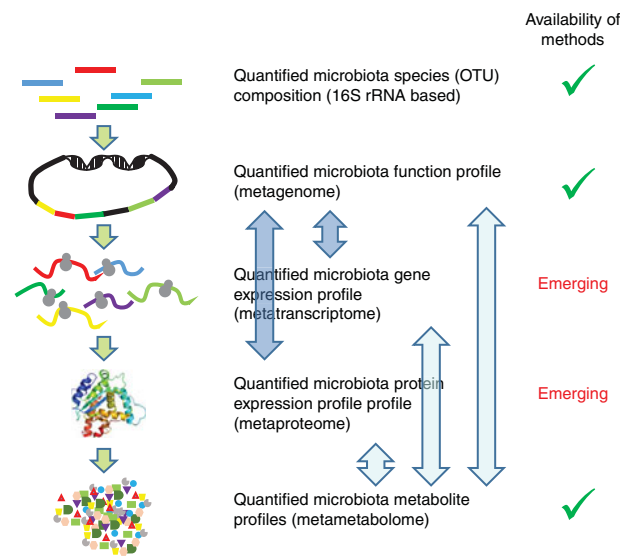 Availability of
methods
Quantified microbiota species (OTU)
composition (16S rRNA based)
Quantified microbiota function profile
(metagenome)
Quantified microbiota gene
expression profile
(metatranscriptome)
Emerging
Quantified microbiota protein
expression profile profile
(metaproteome)
Emerging
Quantified microbiota metabolite
profiles (metametabolome)